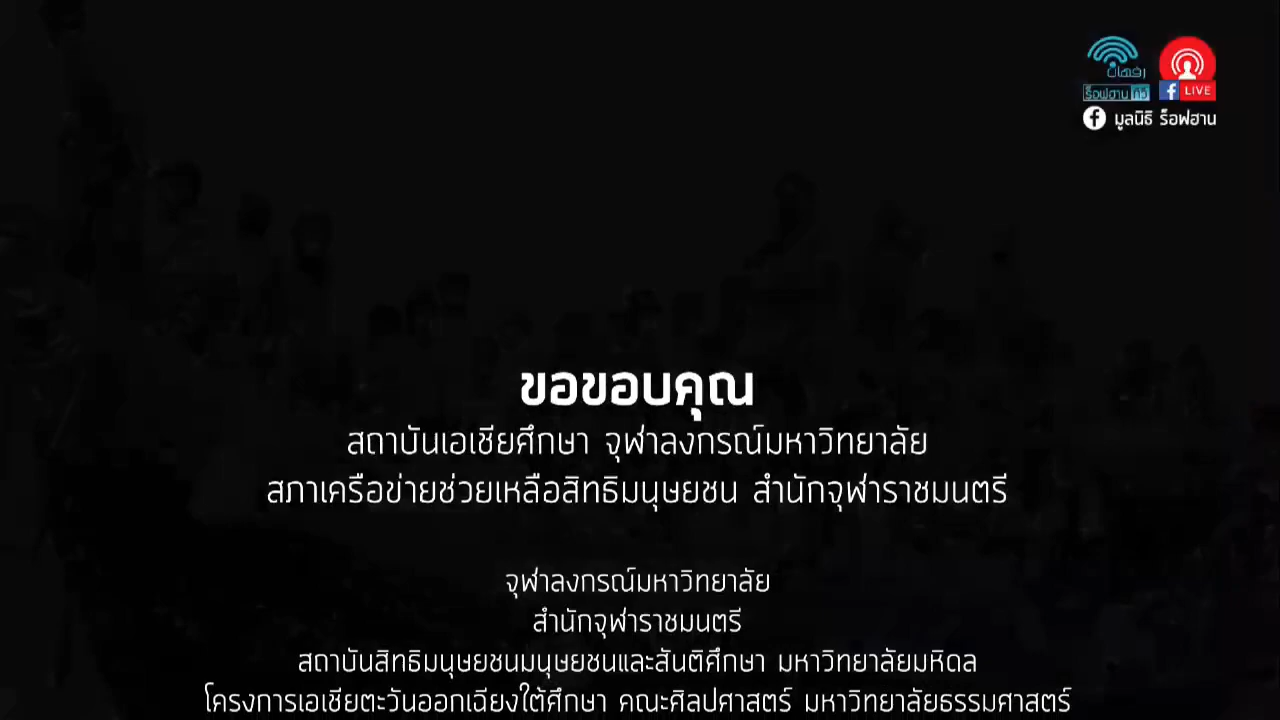 رفهان
ร็อฟฮาน ทีวี
LIVE
มูลนิธิ ร็อฟฮาน
ขอขอบคุณ
สถาบันเอเชียศึกษา จุฬาลงกรณ์มหาวิทยาลัย
สภาเครือข่ายช่วยเหลือสิทธิมนุษยชน สำนักจุฬาราชมนตรี
จุฬาลงกรณ์มหาวิทยาลัย
สำนักจุฬาราชมนตรี
สถาบันสิทธิมนุษยชนมนุษยชนและสันติศึกษา มหาวิทยาลัยมหิดล
โครงการเอเชียตะวันออกเฉียงใต้ศึกษา คณะศิลปศาสตร์ มหาวิทยาลัยธรรมศาสตร์